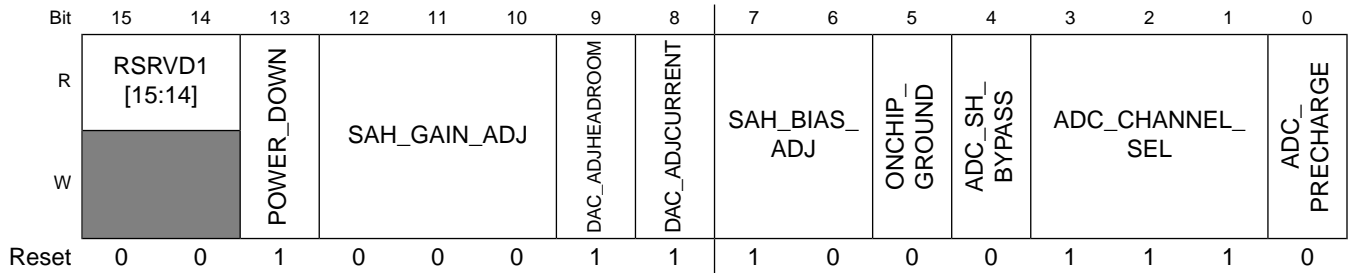 Bit 15 14 13 12 11 10 9 8 7 6 5 4 3 2 1 0
R
W
RSRVD1
[15:14]
POWER_DOWN
SAH_GAIN_ADJ
DAC_ADJHEADROOM
DAC_ADJCURRENT
SAH_BIAS_
ADJ
ONCHIP_
GROUND
ADC_SH_
BYPASS
ADC_CHANNEL_
SEL
ADC_
PRECHARGE
Reset 0 0 1 0 0 0 1 1 1 0 0 0 1 1 1 0